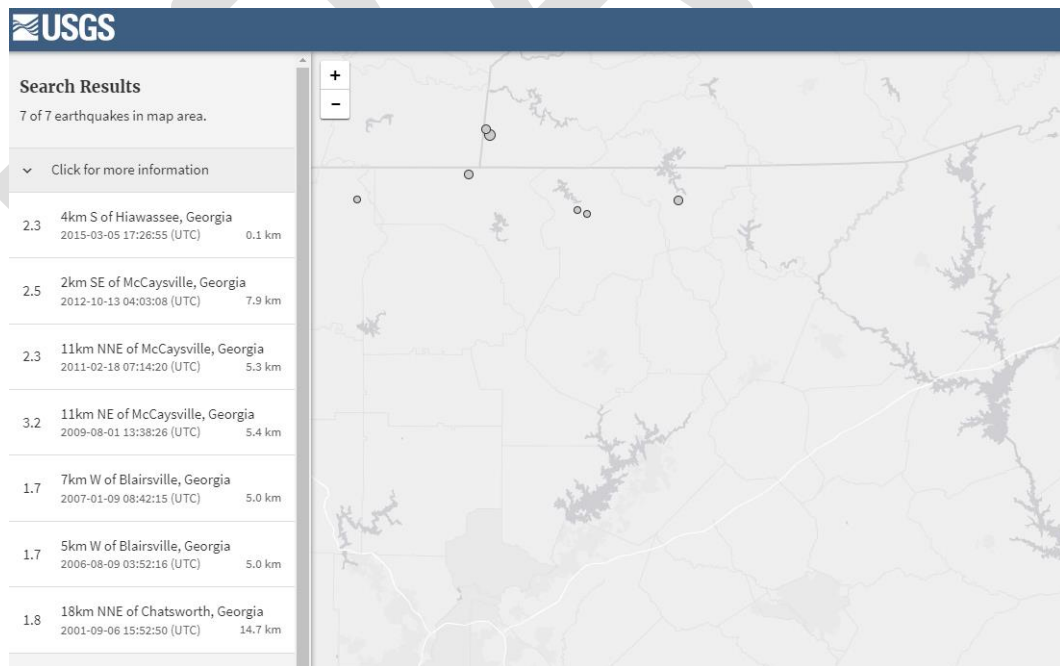 USGS
Search Results
7 of 7 earthquakes in map area.
Click for more information
2.3
4km S of Hiawassee, Georgia
2015-03-05 17:26:55 (UTC) 0.1 km
2.5
2km SE of McCaysville, Georgia
2012-10-13 04:03:08 (UTC) 7.9 km
2.3
11km NNE of McCaysville, Georgia
2011-02-18 07:14:20 (UTC) 5.3 km
3.2
11km NE of McCaysville, Georgia
2009-08-01 13:38:26 (UTC) 5.4 km
1.7
7km W of Blairsville, Georgia
2007-01-09 08:42:15 (UTC) 5.0 km
1.7
5km W of Blairsville, Georgia
2006-08-09 03:52:16 (UTC) 5.0 km
1.8
18km NNE of Chatsworth, Georgia
2001-09-06 15:52:50 (UTC) 14.7 km
+
−